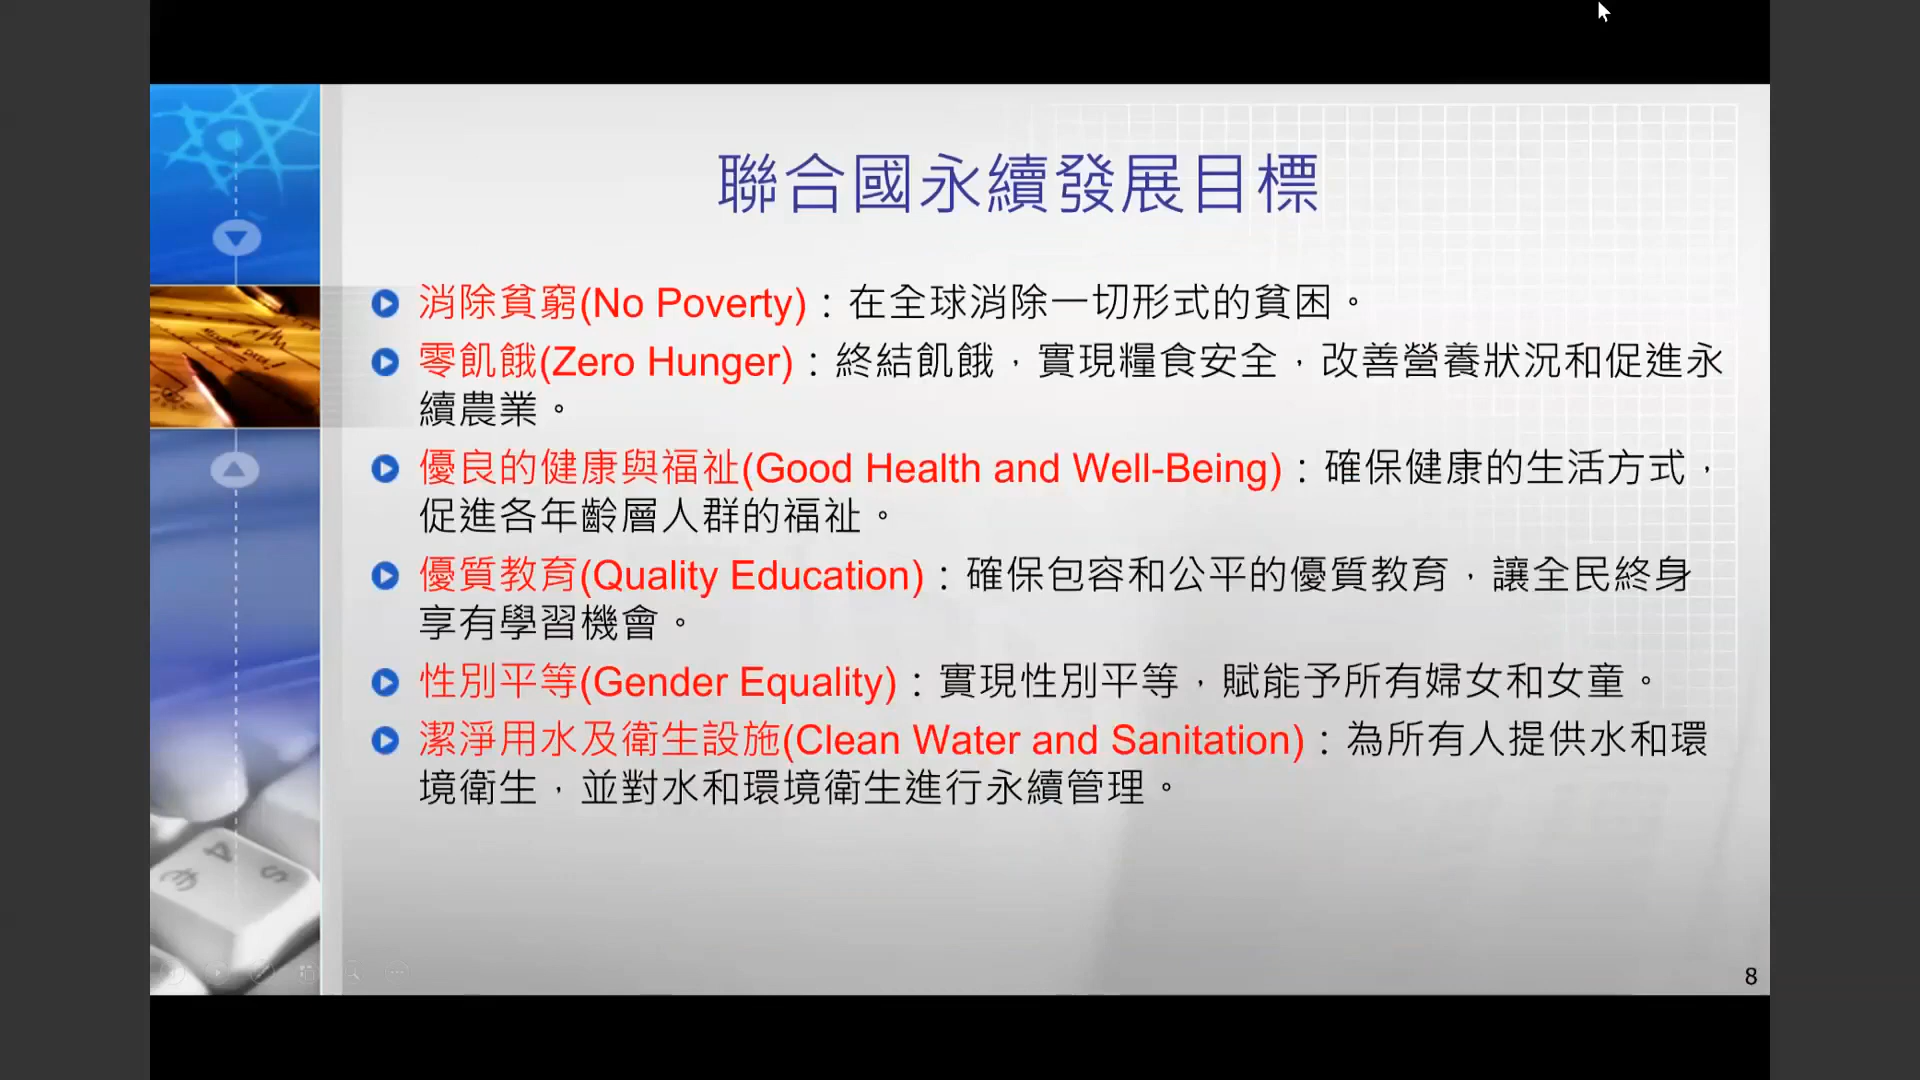 聯合國永續發展目標
消除貧窮(No Poverty)：在全球消除一切形式的貧困。
零飢餓(Zero Hunger)：終結飢餓，實現糧食安全，改善營養狀況和促進永
續農業。
優良的健康與福祉(Good Health and Well-Being)：確保健康的生活方式，
促進各年齡層人群的福祉。
優質教育(Quality Education)：確保包容和公平的優質教育，讓全民終身
享有學習機會。
性別平等(Gender Equality)：實現性別平等，賦能予所有婦女和女童。
潔淨用水及衛生設施(Clean Water and Sanitation)：為所有人提供水和環
境衛生，並對水和環境衛生進行永續管理。
8